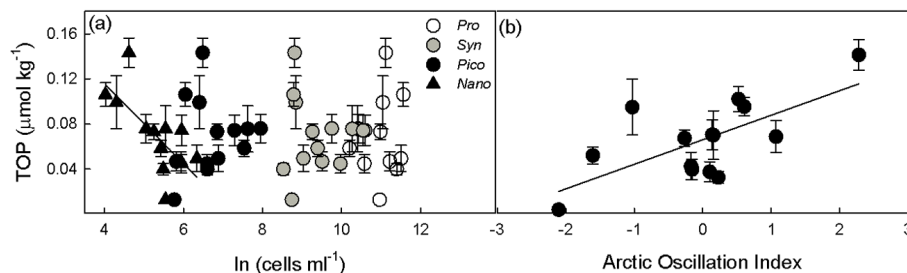 (a)
Pro
Syn
Pico
Nano
(b)
TOP (μmol kg⁻¹)
0.16
0.12
0.08
0.04
4 6 8 10 12
ln (cells ml⁻¹)
-3 -2 -1 0 1 2 3
Arctic Oscillation Index